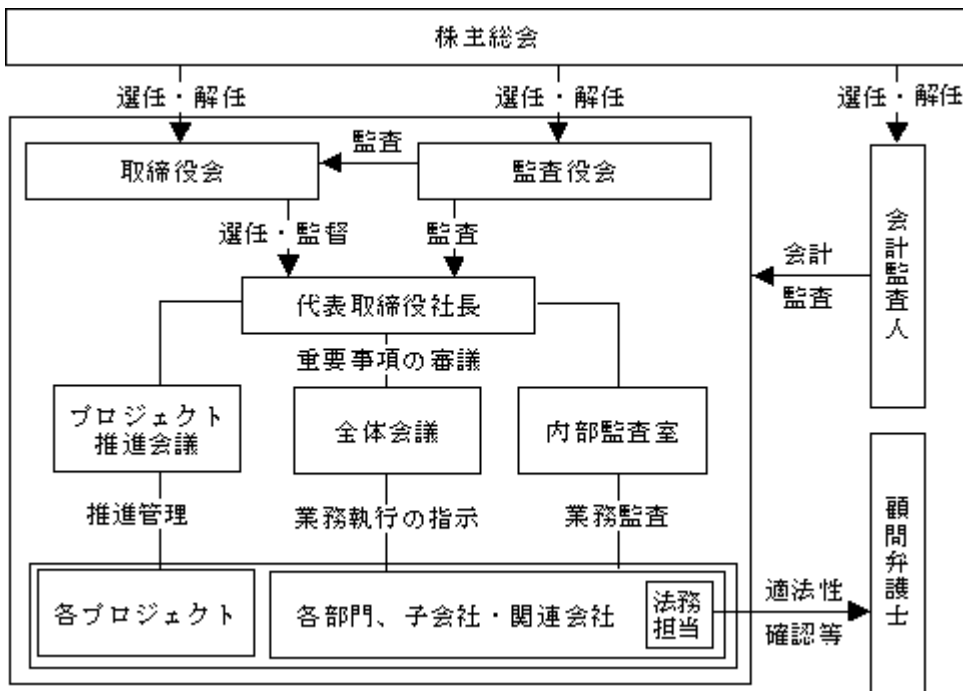 株主総会
選任・解任
選任・解任
選任・解任
取締役会
監査
監査役会
会計監査人
選任・監督
監査
会計
監査
代表取締役社長
重要事項の審議
プロジェクト
推進会議
全体会議
内部監査室
推進管理
業務執行の指示
業務監査
顧問弁護士
各プロジェクト
各部門、子会社・関連会社
法務
担当
適法性
確認等